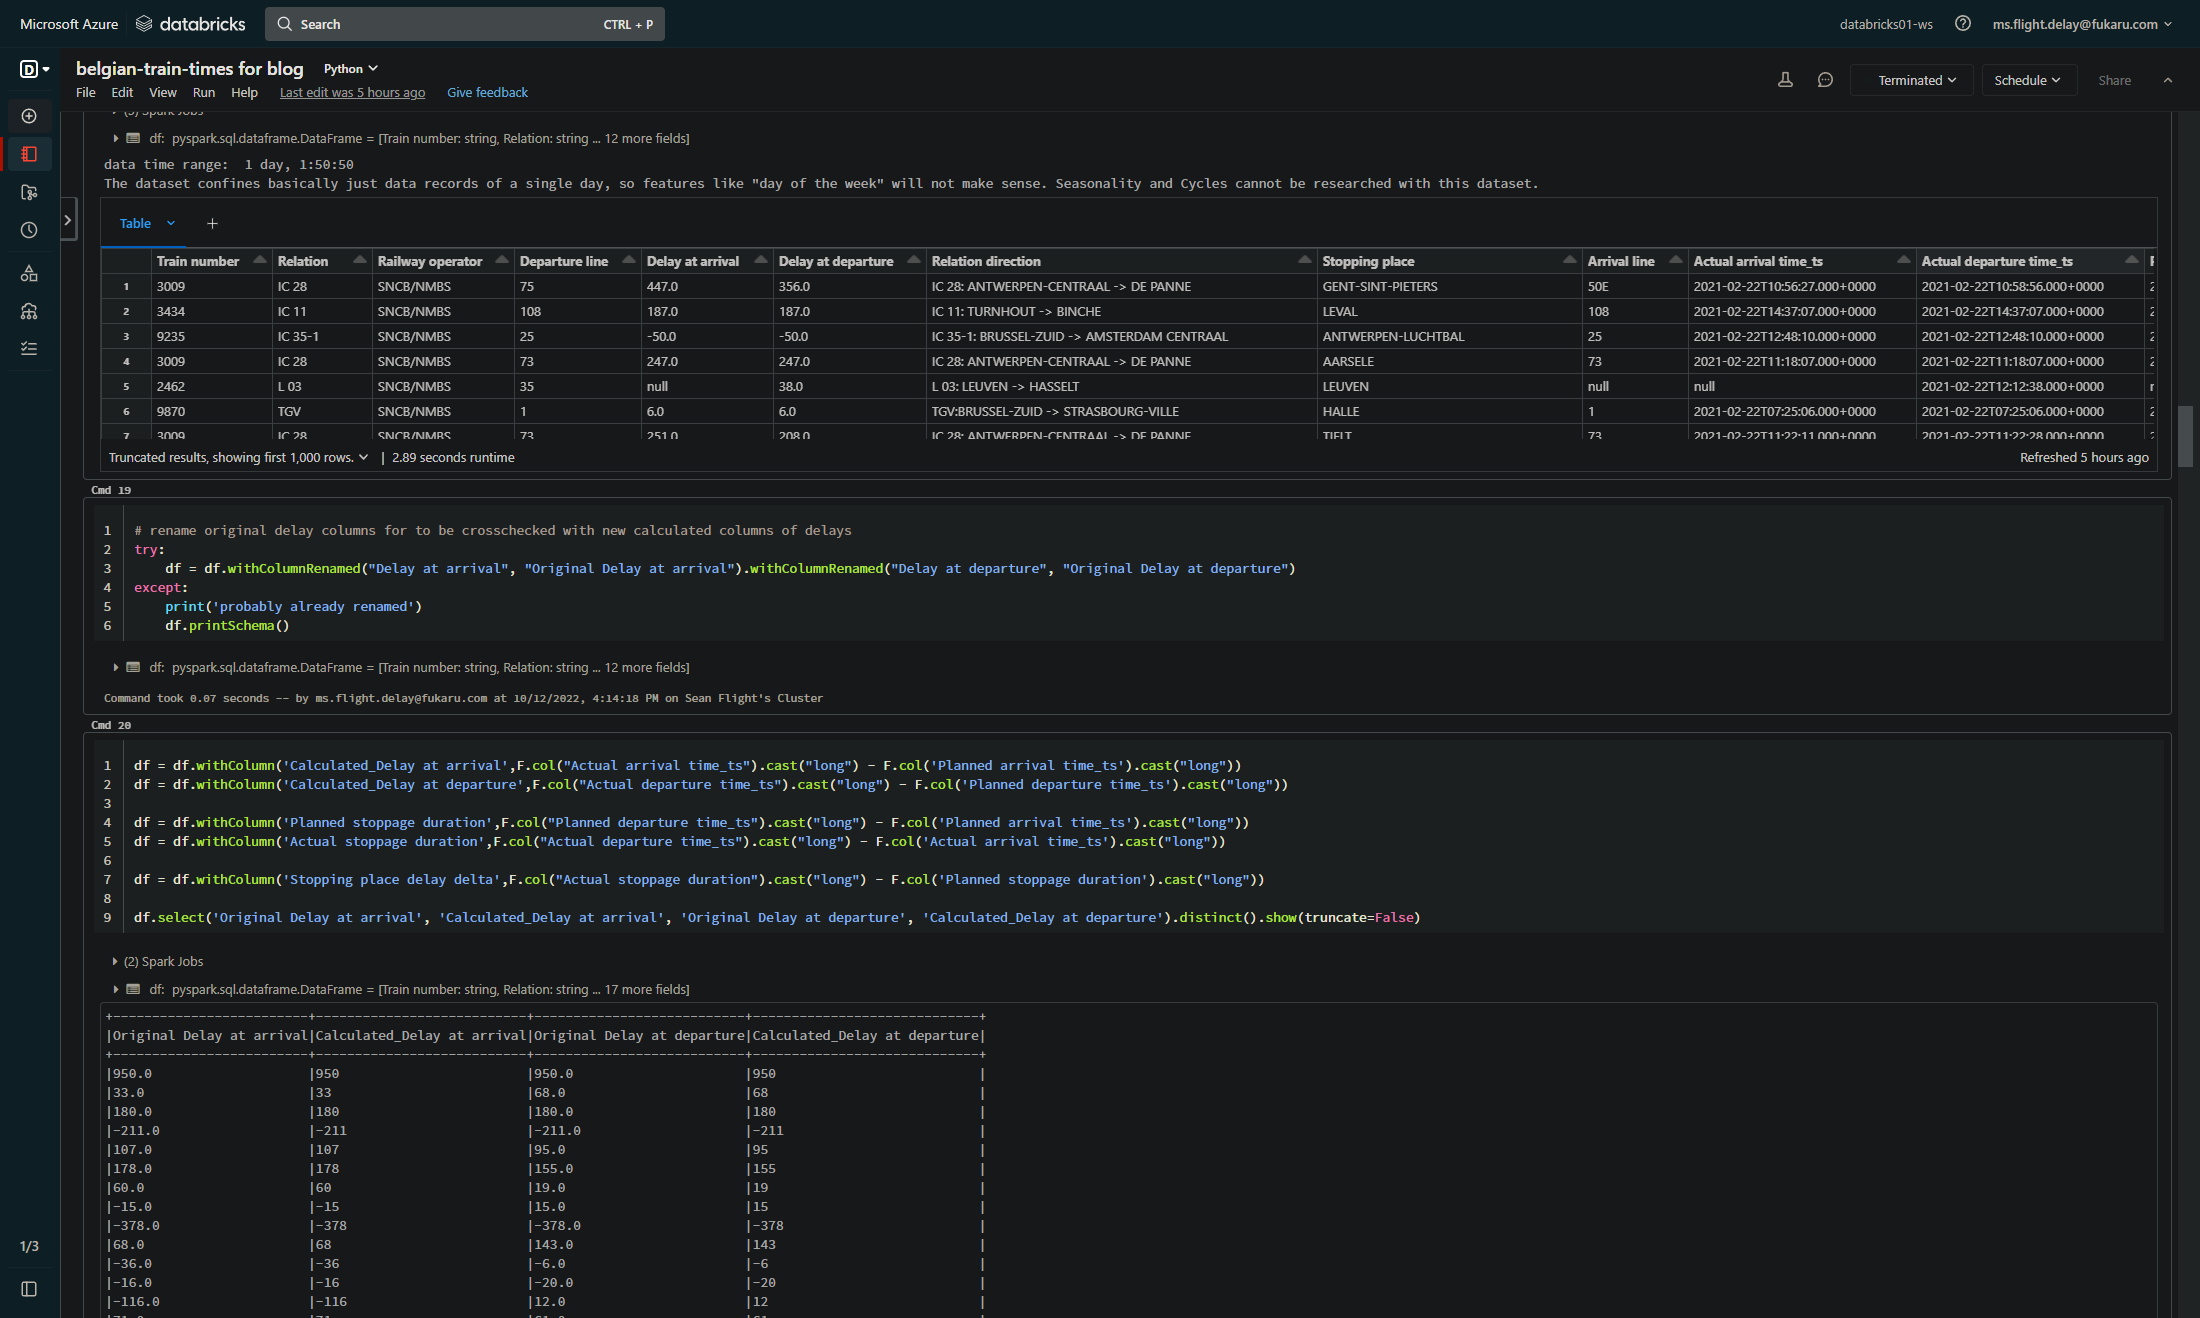 Microsoft Azure databricks Search CTRL + P databricks01-ws ms.flight.delay@fukaru.com
D belgian-train-times for blog Python
File Edit View Run Help Last edit was 5 hours ago Give feedback Terminated Schedule Share
(3) Spark Jobs
df: pyspark.sql.dataframe.DataFrame = [Train number: string, Relation: string ... 12 more fields]
data time range:  1 day, 1:50:50
The dataset confines basically just data records of a single day, so features like "day of the week" will not make sense. Seasonality and Cycles cannot be researched with this dataset.
Table +
Train number Relation Railway operator Departure line Delay at arrival Delay at departure Relation direction Stopping place Arrival line Actual arrival time_ts Actual departure time_ts
1 3009 IC 28 SNCB/NMBS 75 447.0 356.0 IC 28: ANTWERPEN-CENTRAAL -> DE PANNE GENT-SINT-PIETERS 50E 2021-02-22T10:56:27.000+0000 2021-02-22T10:58:56.000+0000
2 3434 IC 11 SNCB/NMBS 108 187.0 187.0 IC 11: TURNHOUT -> BINCHE LEVAL 108 2021-02-22T14:37:07.000+0000 2021-02-22T14:37:07.000+0000
3 9235 IC 35-1 SNCB/NMBS 25 -50.0 -50.0 IC 35-1: BRUSSEL-ZUID -> AMSTERDAM CENTRAAL ANTWERPEN-LUCHTBAL 25 2021-02-22T12:48:10.000+0000 2021-02-22T12:48:10.000+0000
4 3009 IC 28 SNCB/NMBS 73 247.0 247.0 IC 28: ANTWERPEN-CENTRAAL -> DE PANNE AARSELE 73 2021-02-22T11:18:07.000+0000 2021-02-22T11:18:07.000+0000
5 2462 L 03 SNCB/NMBS 35 null 38.0 L 03: LEUVEN -> HASSELT LEUVEN null null 2021-02-22T12:12:38.000+0000
6 9870 TGV SNCB/NMBS 1 6.0 6.0 TGV:BRUSSEL-ZUID -> STRASBOURG-VILLE HALLE 1 2021-02-22T07:25:06.000+0000 2021-02-22T07:25:06.000+0000
7 3009 IC 28 SNCB/NMBS 73 251.0 208.0 IC 28: ANTWERPEN-CENTRAAL -> DE PANNE TIELT 73 2021-02-22T11:22:11.000+0000 2021-02-22T11:22:28.000+0000
Truncated results, showing first 1,000 rows. | 2.89 seconds runtime Refreshed 5 hours ago
Cmd 19
1 # rename original delay columns for to be crosschecked with new calculated columns of delays
2 try:
3     df = df.withColumnRenamed("Delay at arrival", "Original Delay at arrival").withColumnRenamed("Delay at departure", "Original Delay at departure")
4 except:
5     print('probably already renamed')
6     df.printSchema()
df: pyspark.sql.dataframe.DataFrame = [Train number: string, Relation: string ... 12 more fields]
Command took 0.07 seconds -- by ms.flight.delay@fukaru.com at 10/12/2022, 4:14:18 PM on Sean Flight's Cluster
Cmd 20
1 df = df.withColumn('Calculated_Delay at arrival',F.col("Actual arrival time_ts").cast("long") - F.col('Planned arrival time_ts').cast("long"))
2 df = df.withColumn('Calculated_Delay at departure',F.col("Actual departure time_ts").cast("long") - F.col('Planned departure time_ts').cast("long"))
3
4 df = df.withColumn('Planned stoppage duration',F.col("Planned departure time_ts").cast("long") - F.col('Planned arrival time_ts').cast("long"))
5 df = df.withColumn('Actual stoppage duration',F.col("Actual departure time_ts").cast("long") - F.col('Actual arrival time_ts').cast("long"))
6
7 df = df.withColumn('Stopping place delay delta',F.col("Actual stoppage duration").cast("long") - F.col('Planned stoppage duration').cast("long"))
8
9 df.select('Original Delay at arrival', 'Calculated_Delay at arrival', 'Original Delay at departure', 'Calculated_Delay at departure').distinct().show(truncate=False)
(2) Spark Jobs
df: pyspark.sql.dataframe.DataFrame = [Train number: string, Relation: string ... 17 more fields]
+-------------------------+---------------------------+---------------------------+-----------------------------+
|Original Delay at arrival|Calculated_Delay at arrival|Original Delay at departure|Calculated_Delay at departure|
+-------------------------+---------------------------+---------------------------+-----------------------------+
|950.0                    |950                        |950.0                      |950                          |
|33.0                     |33                         |68.0                       |68                           |
|180.0                    |180                        |180.0                      |180                          |
|-211.0                   |-211                       |-211.0                     |-211                         |
|107.0                    |107                        |95.0                       |95                           |
|178.0                    |178                        |155.0                      |155                          |
|60.0                     |60                         |19.0                       |19                           |
|-15.0                    |-15                        |15.0                       |15                           |
|-378.0                   |-378                       |-378.0                     |-378                         |
|68.0                     |68                         |143.0                      |143                          |
|-36.0                    |-36                        |-6.0                       |-6                           |
|-16.0                    |-16                        |-20.0                      |-20                          |
|-116.0                   |-116                       |12.0                       |12                           |
1/3